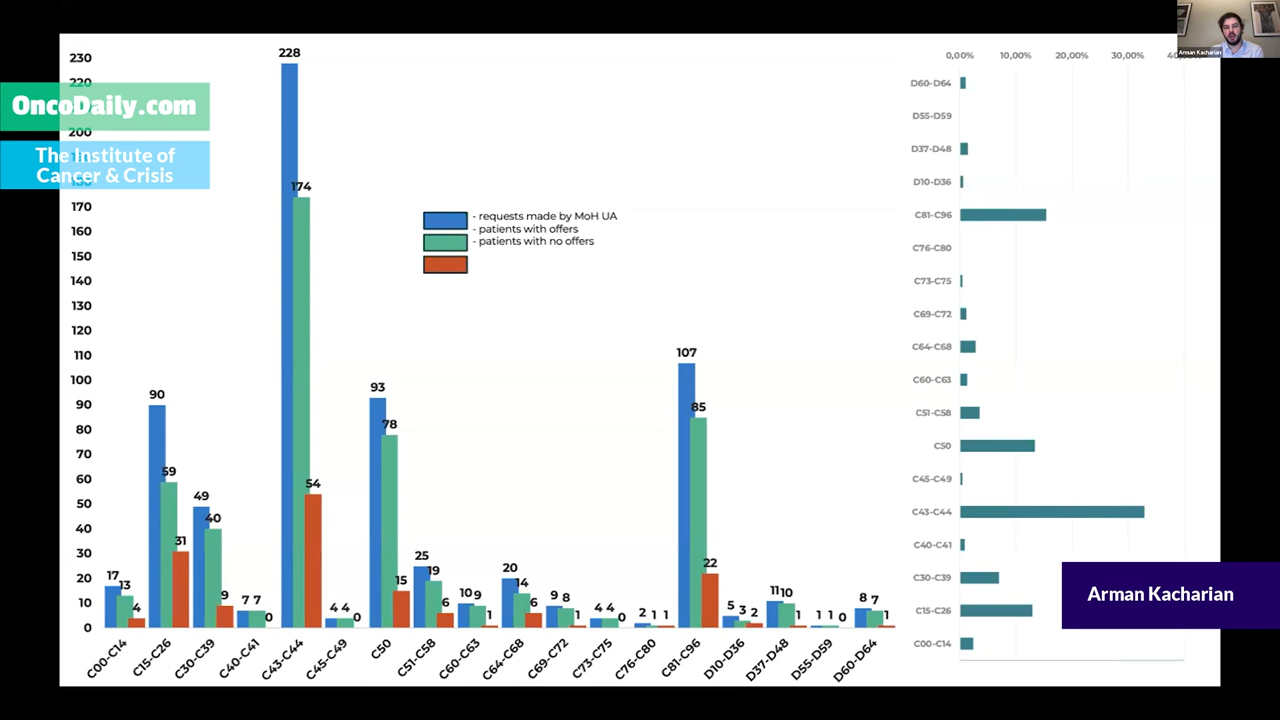 230
220
200
170
160
150
140
130
120
110
100
90
80
70
60
50
40
30
20
10
0
OncoDaily.com
The Institute of
Cancer & Crisis
- requests made by MoH UA
- patients with offers
- patients with no offers
17 13 4
90 59 31
49 40 9
7 7 0
228 174 54
4 4 0
93 78 15
25 19 6
10 9 1
20 14 6
9 8 1
4 4 0
2 1 1
107 85 22
5 3 2
11 10 1
1 1 0
8 7 1
C00-C14
C15-C26
C30-C39
C40-C41
C43-C44
C45-C49
C50
C51-C58
C60-C63
C64-C68
C69-C72
C73-C75
C76-C80
C81-C96
D10-D36
D37-D48
D55-D59
D60-D64
0,00% 10,00% 20,00% 30,00%
D60-D64
D55-D59
D37-D48
D10-D36
C81-C96
C76-C80
C73-C75
C69-C72
C64-C68
C60-C63
C51-C58
C50
C45-C49
C43-C44
C40-C41
C30-C39
C15-C26
C00-C14
Arman Kacharian
Arman Kacharian